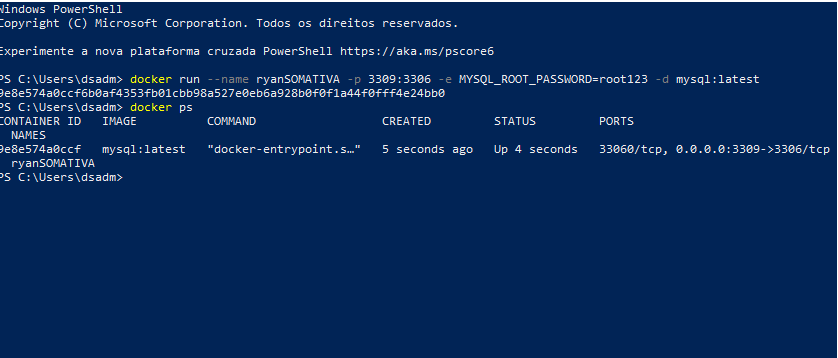 Windows PowerShell
Copyright (C) Microsoft Corporation. Todos os direitos reservados.
Experimente a nova plataforma cruzada PowerShell https://aka.ms/pscore6
PS C:\Users\dsadm> docker run --name ryanSOMATIVA -p 3309:3306 -e MYSQL_ROOT_PASSWORD=root123 -d mysql:latest
9e8e574a0ccf6b0af4353fb01cbb98a527e0eb6a928b0f0f1a44f0fff4e24bb0
PS C:\Users\dsadm> docker ps
CONTAINER ID   IMAGE          COMMAND                  CREATED         STATUS         PORTS
  NAMES
9e8e574a0ccf   mysql:latest   "docker-entrypoint.s…"   5 seconds ago   Up 4 seconds   33060/tcp, 0.0.0.0:3309->3306/tcp
  ryanSOMATIVA
PS C:\Users\dsadm>